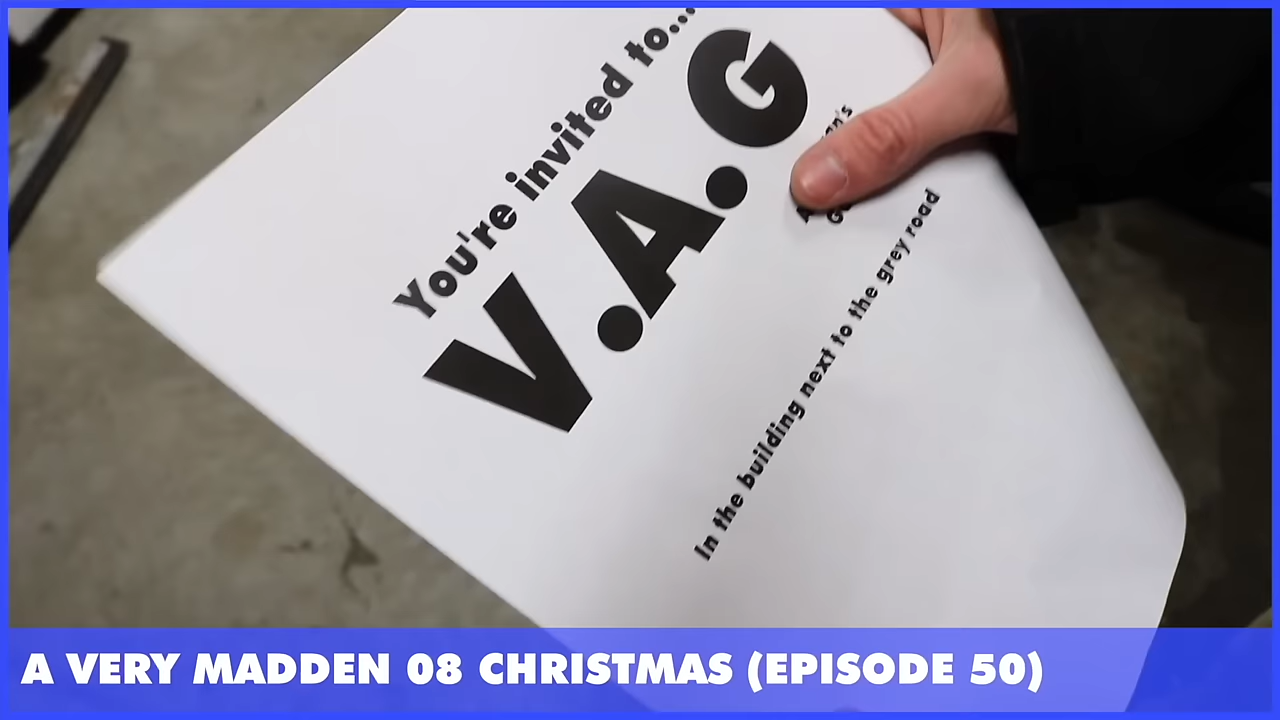 You're invited to...
V.A.G
In the building next to the grey road
A VERY MADDEN 08 CHRISTMAS (EPISODE 50)